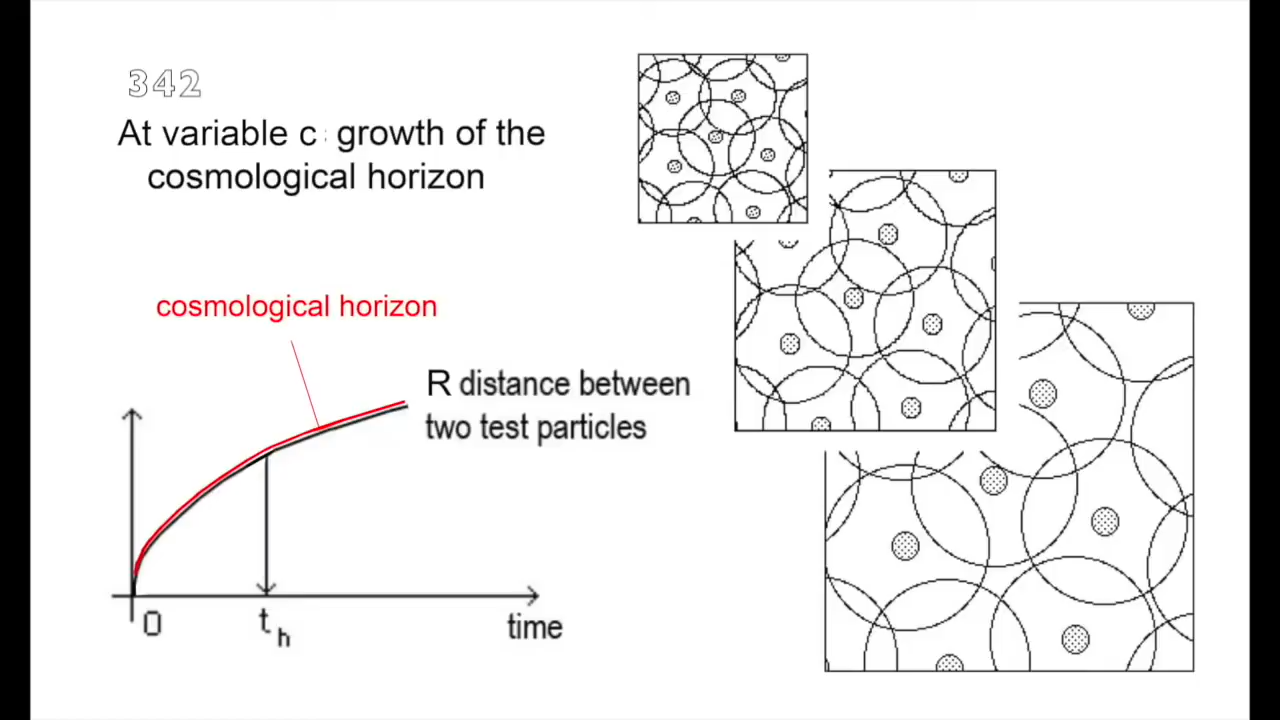 342
At variable c : growth of the
cosmological horizon
cosmological horizon
R distance between
two test particles
0
t h
time